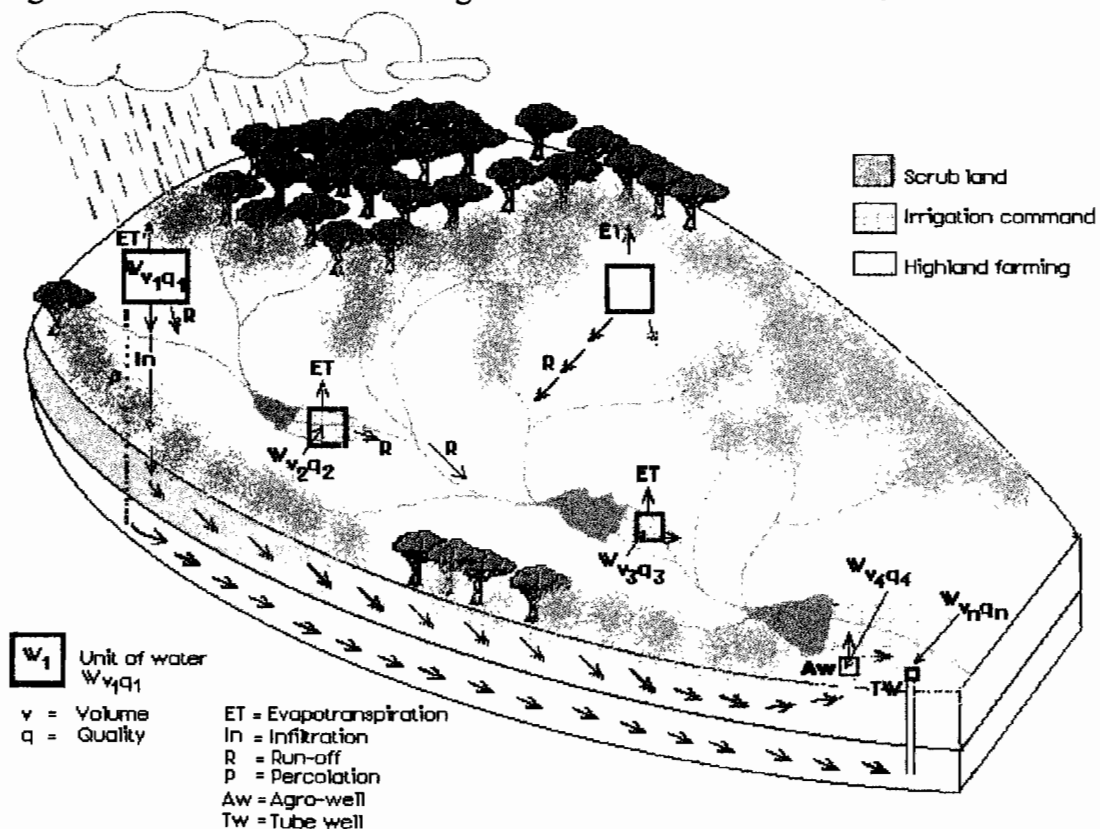 Scrub land
Irrigation command
Highland farming
ET
Wv1q1
R
In
P
ET
R
ET
Wv2q2
R
R
ET
Wv3q3
Wv4q4
Wvnqn
Aw
TW
W1
Unit of water
Wv1q1
v = Volume
q = Quality
ET = Evapotranspiration
In = Infiltration
R = Run-off
P = Percolation
Aw = Agro-well
Tw = Tube well